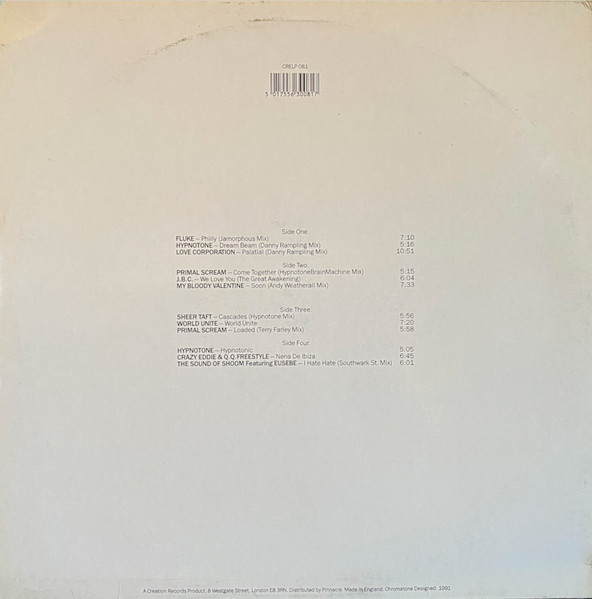 CRELP 081
5 017556 300817
Side One
FLUKE – Philly (Jamorphous Mix) 7:10
HYPNOTONE – Dream Beam (Danny Rampling Mix) 5:16
LOVE CORPORATION – Palatial (Danny Rampling Mix) 10:51
Side Two
PRIMAL SCREAM – Come Together (HypnotoneBrainMachine Mix) 5:15
J.B.C. – We Love You (The Great Awakening) 6:04
MY BLOODY VALENTINE – Soon (Andy Weatherall Mix) 7:33
Side Three
SHEER TAFT – Cascades (Hypnotone Mix) 5:56
WORLD UNITE – World Unite 7:20
PRIMAL SCREAM – Loaded (Terry Farley Mix) 5:58
Side Four
HYPNOTONE – Hypnotonic 5:05
CRAZY EDDIE & Q.Q. FREESTYLE – Nena De Ibiza 6:45
THE SOUND OF SHOOM Featuring EUSEBE – I Hate Hate (Southwark St. Mix) 6:01
A Creation Records Product, 8 Westgate Street, London E8 3RN. Distributed by Pinnacle. Made in England. Chromatone Designed. 1991